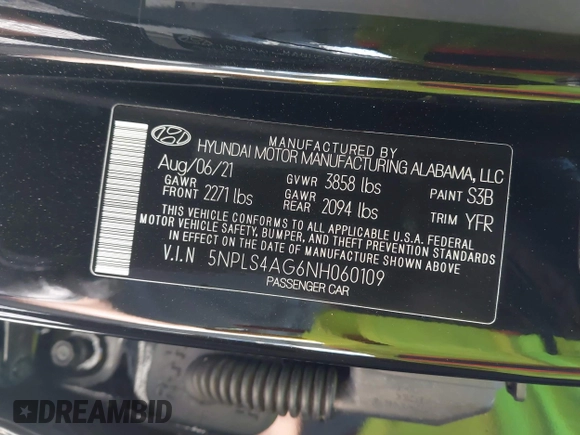 MANUFACTURED BY
HYUNDAI MOTOR MANUFACTURING ALABAMA, LLC
Aug/06/21 GVWR 3858 lbs PAINT S3B
GAWR FRONT 2271 lbs GAWR REAR 2094 lbs TRIM YFR
THIS VEHICLE CONFORMS TO ALL APPLICABLE U.S.A. FEDERAL
MOTOR VEHICLE SAFETY, BUMPER, AND THEFT PREVENTION STANDARDS
IN EFFECT ON THE DATE OF MANUFACTURE SHOWN ABOVE.
V.I.N 5NPLS4AG6NH060109
PASSENGER CAR
DREAMBID